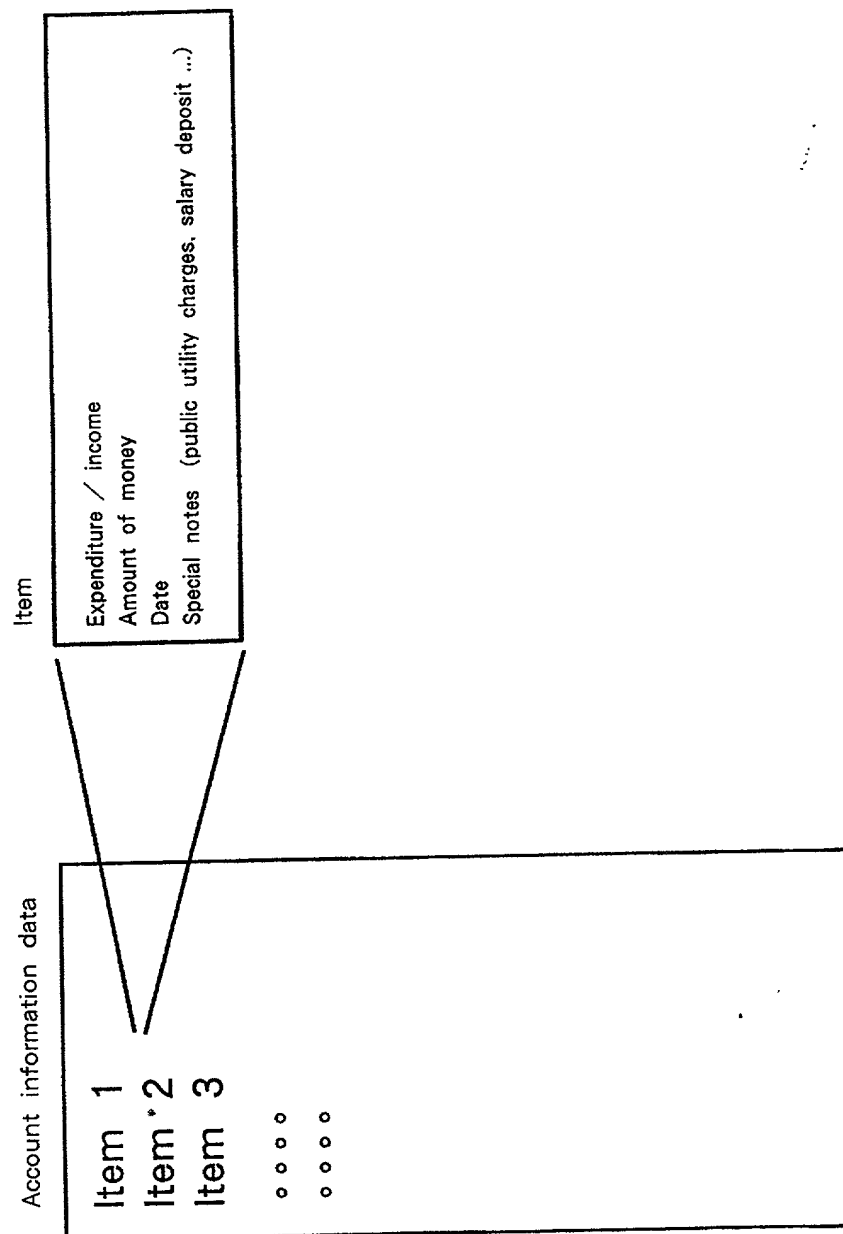 Account information data
Item 1
Item 2
Item 3
Item
Expenditure / income
Amount of money
Date
Special notes (public utility charges, salary deposit ...)